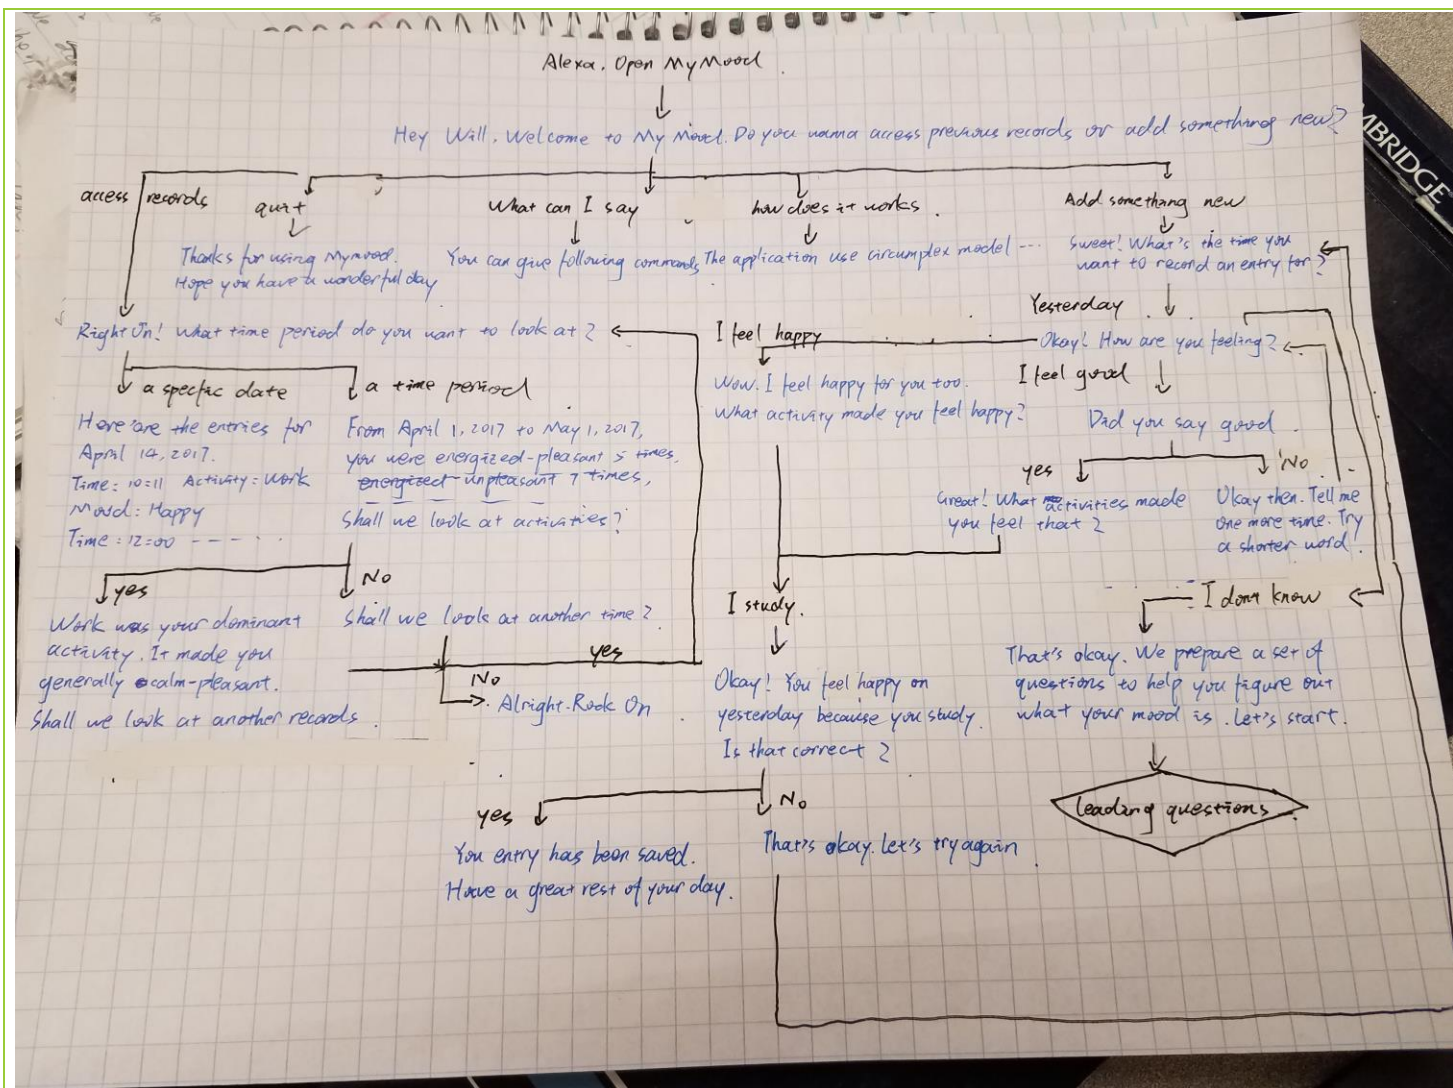 Alexa. Open My Mood
Hey Will. Welcome to My Mood. Do you wanna access previous records or add something new?
access records
quit
What can I say
how does it works.
Add something new
Thanks for using Mymood.
Hope you have a wonderful day
You can give following commands
The application use circumplex model ---
Sweet! What's the time you
want to record an entry for?
Yesterday
Right On! What time period do you want to look at?
I feel happy
Okay! How are you feeling?
a specfic date
a time period
Wow. I feel happy for you too.
What activity made you feel happy?
I feel good
Did you say good.
Here are the entries for
April 14, 2017.
Time: 10:11 Activity: Work
Mood: Happy
Time: 12:00 - - - - -
From April 1, 2017 to May 1, 2017,
you were energized-pleasant 5 times,
energized-unpleasant 7 times,
Shall we look at activities?
yes
No
Great! What activities made
you feel that?
Okay then. Tell me
one more time. Try
a shorter word!
yes
No
Work was your dominant
activity. It made you
generally calm-pleasant.
Shall we look at another records.
Shall we look at another time?
yes
No
Alright. Rock On
I study.
I dont know
Okay! You feel happy on
yesterday because you study.
Is that correct?
That's okay. We prepare a set of
questions to help you figure out
what your mood is. Let's start.
leading questions.
yes
No
You entry has been saved.
Have a great rest of your day.
That's okay. Let's try again.
MBRIDGE